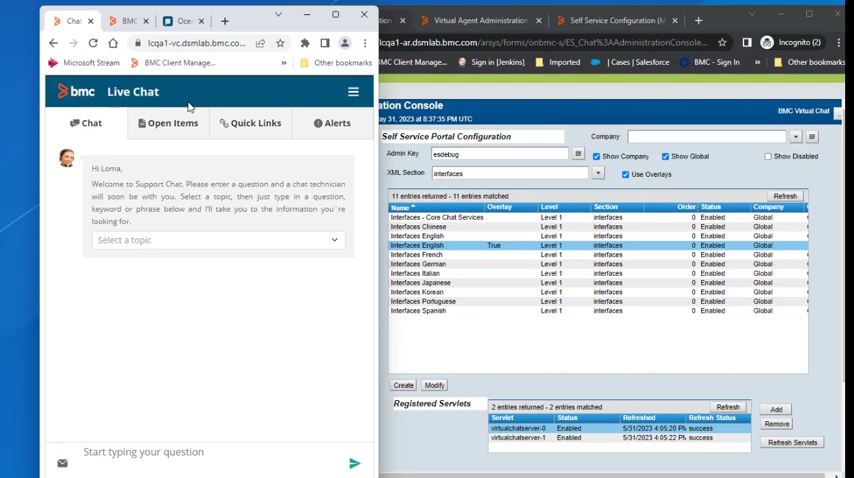 Chat
BMC
Ocea
lcqa1-vc.dsmlab.bmc.co...
Microsoft Stream
BMC Client Manage...
»
Other bookmarks
bmc Live Chat
Chat
Open Items
Quick Links
Alerts
Hi Loma,
Welcome to Support Chat. Please enter a question and a chat technician
will soon be with you. Select a topic, then just type in a question,
keyword or phrase below and I'll take you to the information you`re
looking for.
Select a topic
Start typing your question
tion
Virtual Agent Administration
Self Service Configuration (M
lcqa1-ar.dsmlab.bmc.com/arsys/forms/onbmc-s/ES_Chat%3AAdministrationConsole...
Incognito (2)
BMC Client Manage...
Sign in [Jenkins]
Imported
Cases | Salesforce
BMC - Sign In
»
Other bookmarks
ation Console
ay 31, 2023 at 8:37:35 PM UTC
BMC Virtual Chat
Self Service Portal Configuration
Company
Admin Key
esdebug
Show Company
Show Global
Show Disabled
XML Section
interfaces
Use Overlays
11 entries returned - 11 entries matched
Refresh
Name Overlay Level Section Order Status Company
Interfaces - Core Chat Services Level 1 interfaces 0 Enabled Global
Interfaces Chinese Level 1 interfaces 0 Enabled Global
Interfaces English Level 1 interfaces 0 Enabled Global
Interfaces English True Level 1 interfaces 0 Enabled Global
Interfaces French Level 1 interfaces 0 Enabled Global
Interfaces German Level 1 interfaces 0 Enabled Global
Interfaces Italian Level 1 interfaces 0 Enabled Global
Interfaces Japanese Level 1 interfaces 0 Enabled Global
Interfaces Korean Level 1 interfaces 0 Enabled Global
Interfaces Portuguese Level 1 interfaces 0 Enabled Global
Interfaces Spanish Level 1 interfaces 0 Enabled Global
Create
Modify
Registered Servlets
2 entries returned - 2 entries matched
Refresh
Servlet Status Refreshed Refresh Status
virtualchatserver-0 Enabled 5/31/2023 4:05:20 PM success
virtualchatserver-1 Enabled 5/31/2023 4:05:22 PM success
Add
Remove
Refresh Servlets